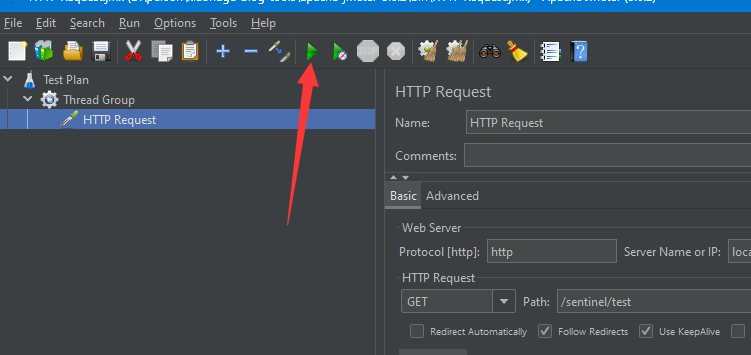 File Edit Search Run Options Tools Help
STOP
Test Plan
Thread Group
HTTP Request
HTTP Request
Name: HTTP Request
Comments:
Basic Advanced
Web Server
Protocol [http]: http Server Name or IP: loca
HTTP Request
GET Path: /sentinel/test
Redirect Automatically Follow Redirects Use KeepAlive